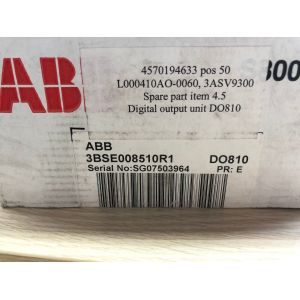 ABB
4570194633 pos 50
L000410AO-0060, 3ASV9300
Spare part item 4.5
Digital output unit DO810
S800
ABB
3BSE008510R1 DO810
Serial No:SG07503964 PR: E